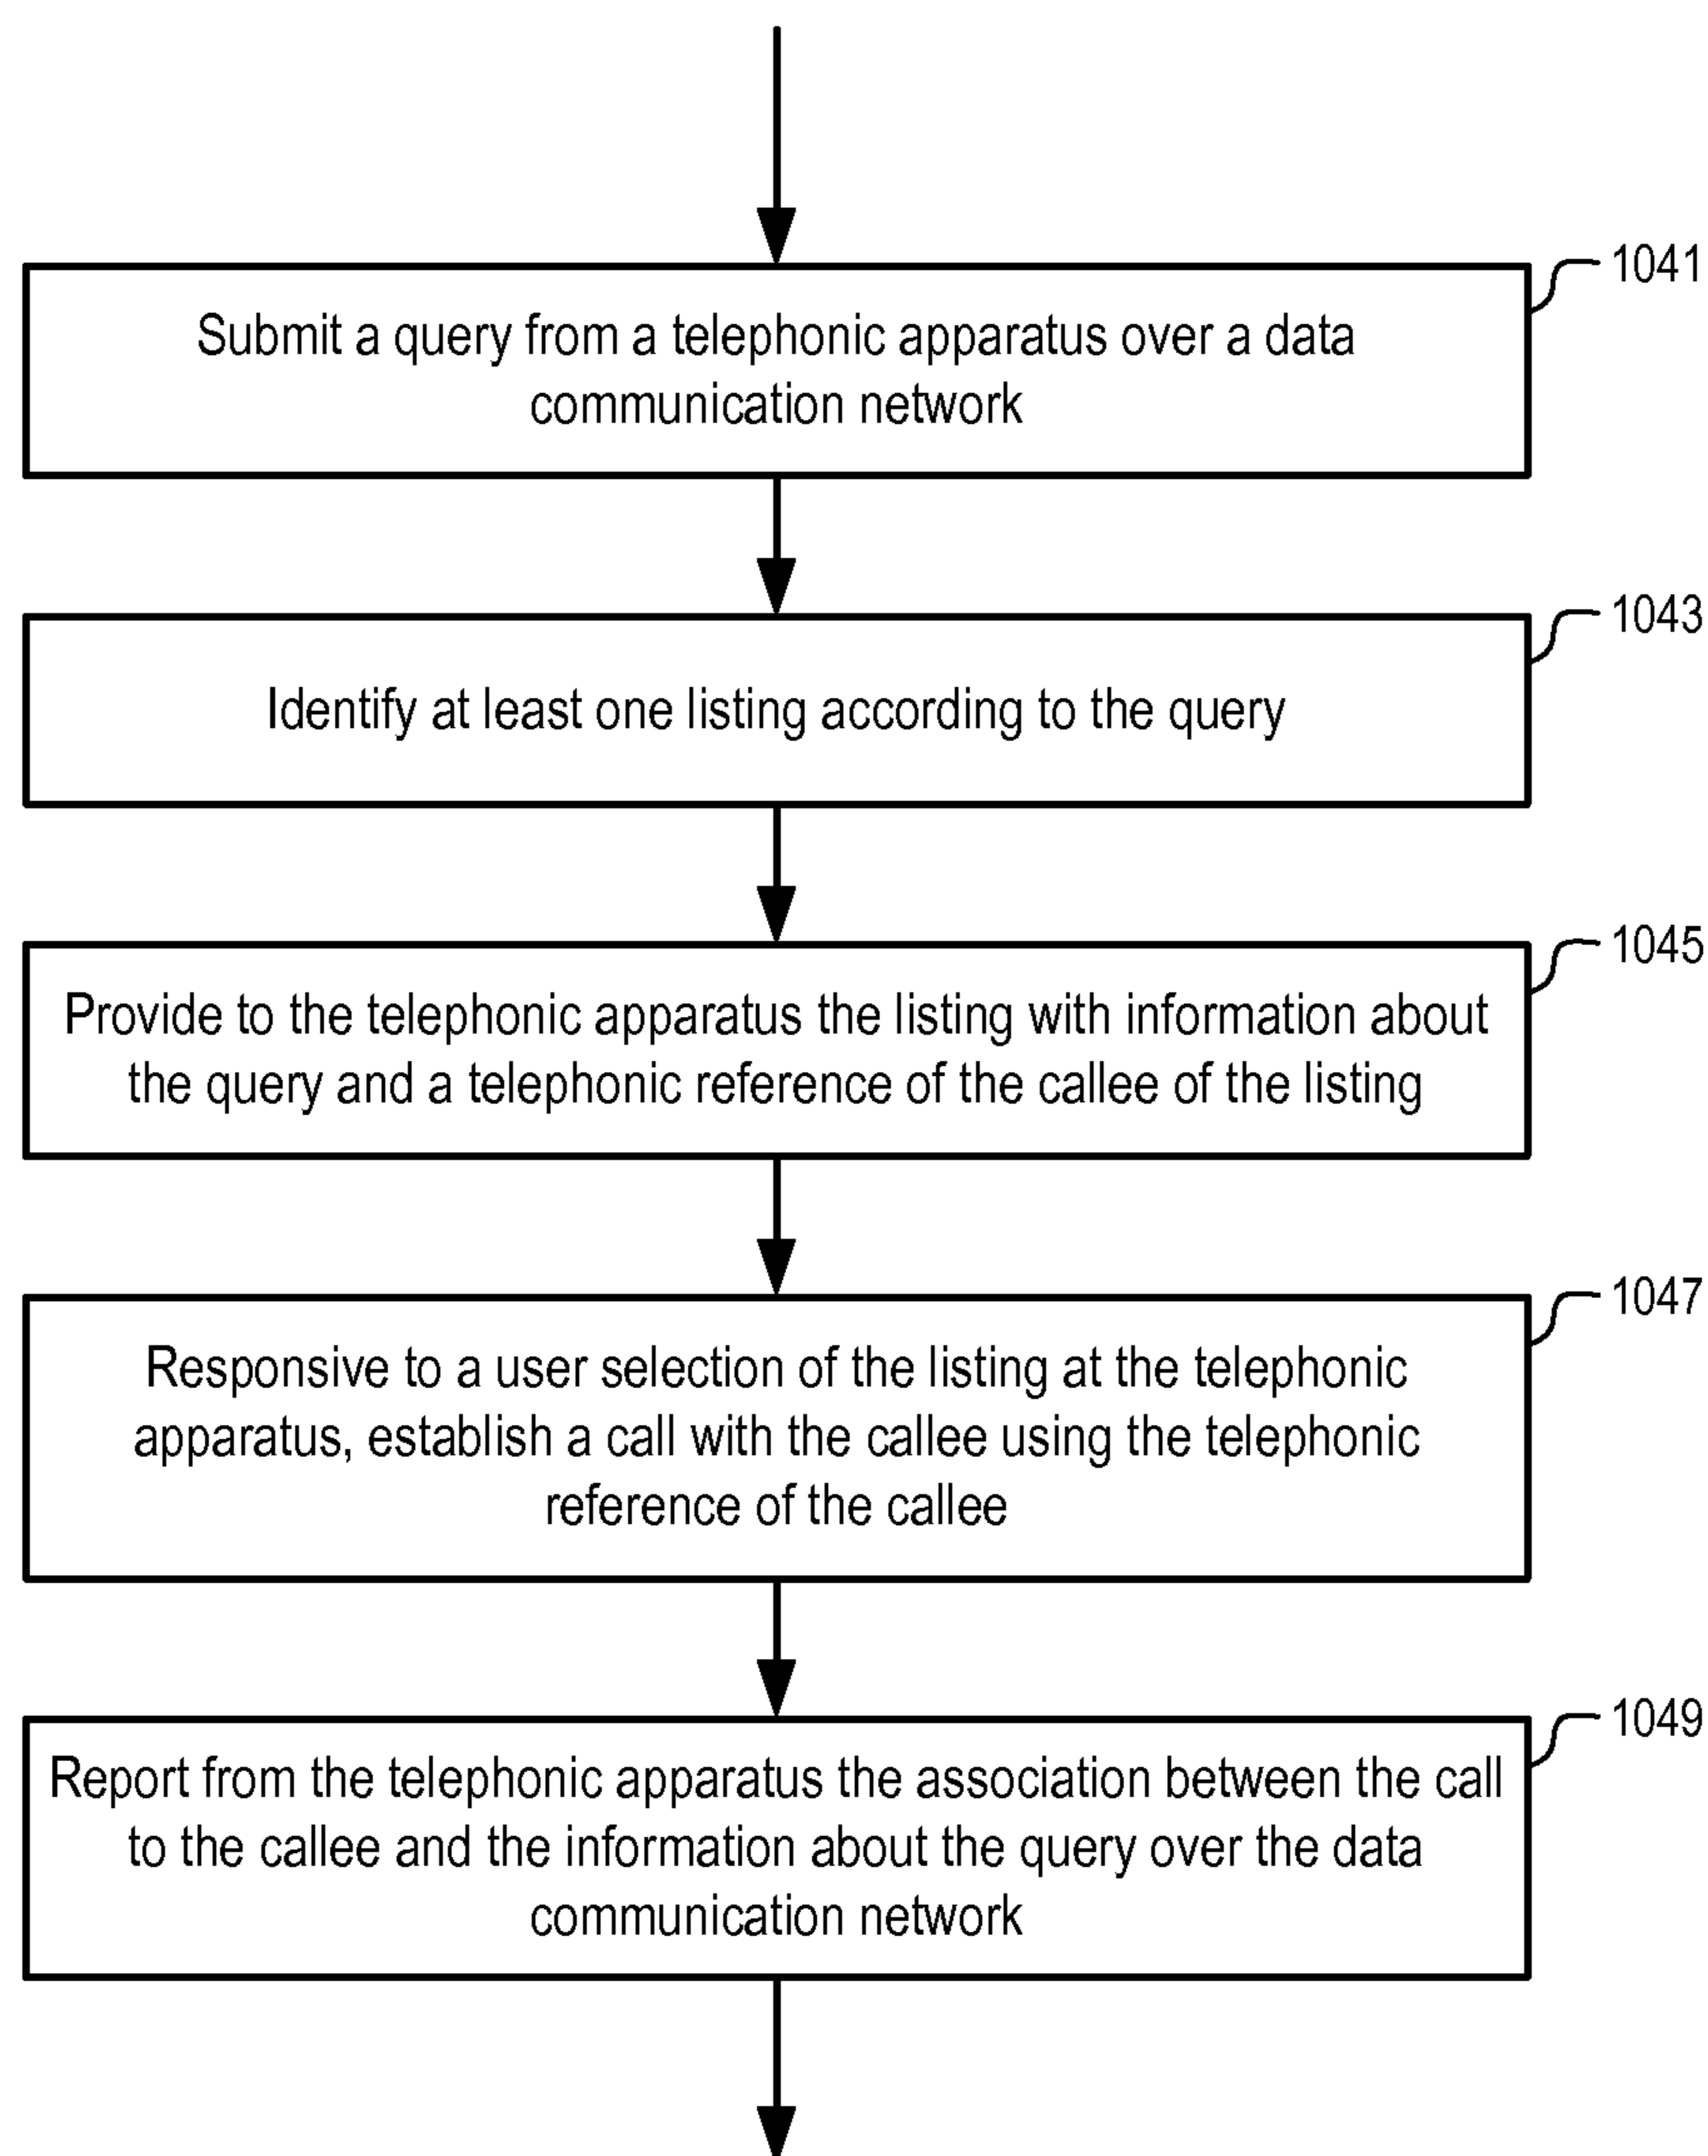 1041
Submit a query from a telephonic apparatus over a data
communication network
1043
Identify at least one listing according to the query
1045
Provide to the telephonic apparatus the listing with information about
the query and a telephonic reference of the callee of the listing
1047
Responsive to a user selection of the listing at the telephonic
apparatus, establish a call with the callee using the telephonic
reference of the callee
1049
Report from the telephonic apparatus the association between the call
to the callee and the information about the query over the data
communication network